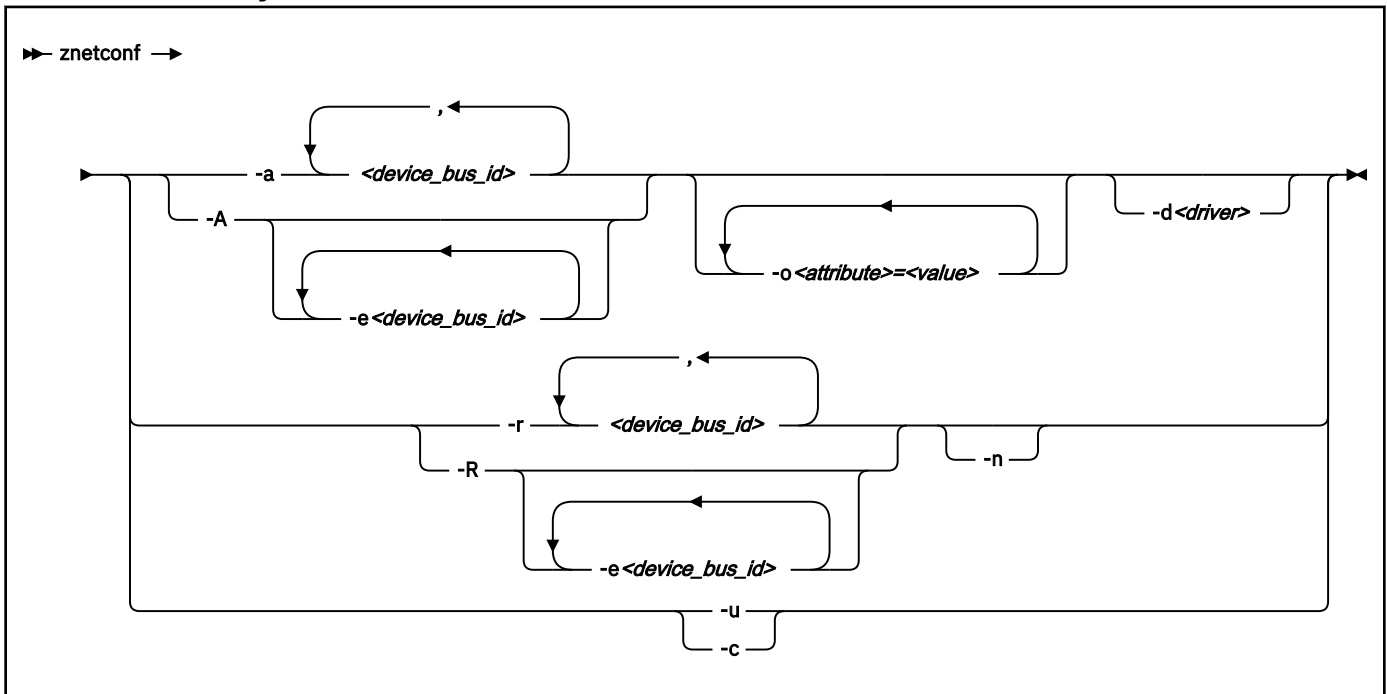 znetconf
,
-a <device_bus_id>
-A
-d<driver>
-o<attribute>=<value>
-e<device_bus_id>
,
-r <device_bus_id>
-n
-R
-e<device_bus_id>
-u
-c